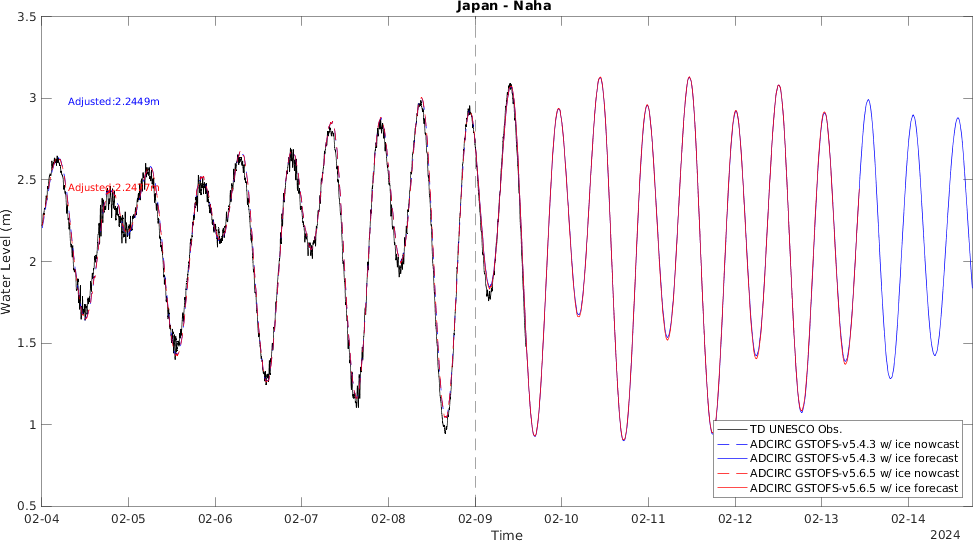 Japan - Naha
3.5
3
2.5
2
1.5
1
0.5
Water Level (m)
Adjusted:2.2449m
Adjusted:2.2417m
TD UNESCO Obs.
ADCIRC GSTOFS-v5.4.3 w/ ice nowcast
ADCIRC GSTOFS-v5.4.3 w/ ice forecast
ADCIRC GSTOFS-v5.6.5 w/ ice nowcast
ADCIRC GSTOFS-v5.6.5 w/ ice forecast
02-04 02-05 02-06 02-07 02-08 02-09 02-10 02-11 02-12 02-13 02-14
Time
2024